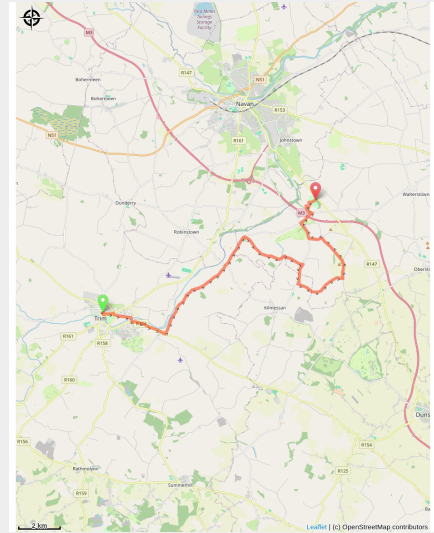 Tara Mines
Tailings
Storage
Facility
M3
R147
Bohermeen
N51
Navan
Bohermeen
R153
N51
R161
Johnstown
Dunderry
M3
Robinstown
R147
Kilmessan
Trim
R161
R158
R160
Duns
R156
R154
Rathmolyon
R125
Summerhill
R159
2 km
Leaflet | (c) OpenStreetMap contributors